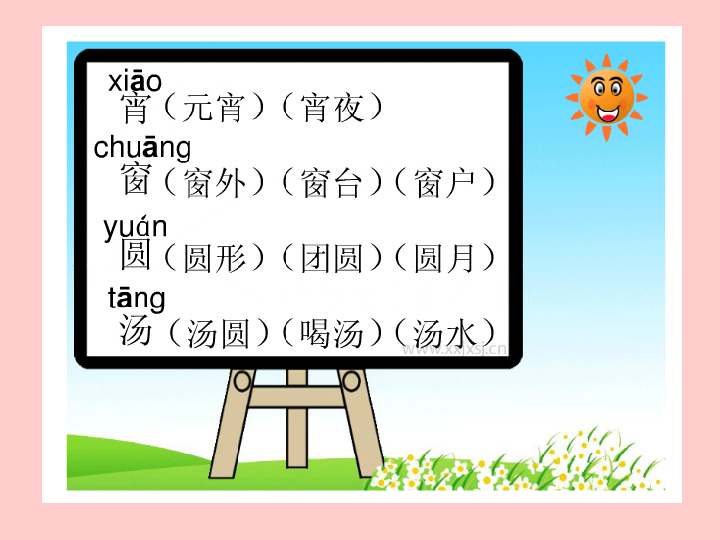 xiāo
宵（元宵）（宵夜）
chuāng
窗（窗外）（窗台）（窗户）
yuán
圆（圆形）（团圆）（圆月）
tāng
汤（汤圆）（喝汤）（汤水）
www.xxjxsj.cn